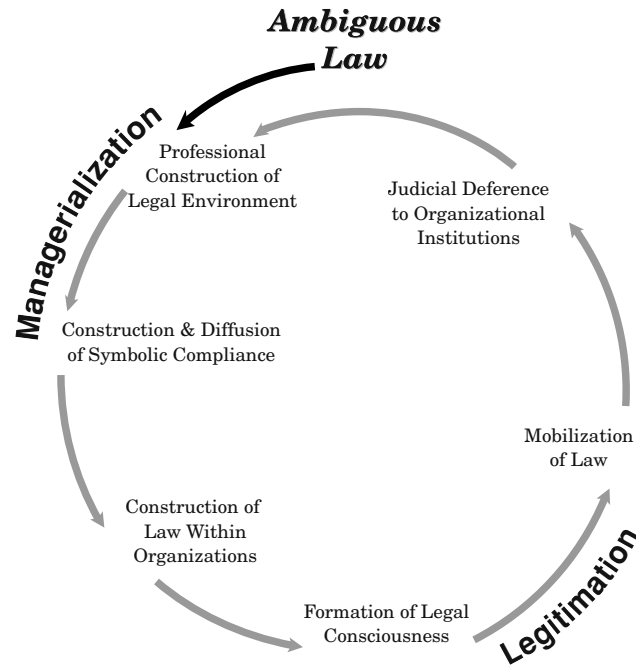 Ambiguous
Law
Managerialization
Professional
Construction of
Legal Environment
Judicial Deference
to Organizational
Institutions
Construction & Diffusion
of Symbolic Compliance
Mobilization
of Law
Construction of
Law Within
Organizations
Formation of Legal
Consciousness
Legitimation